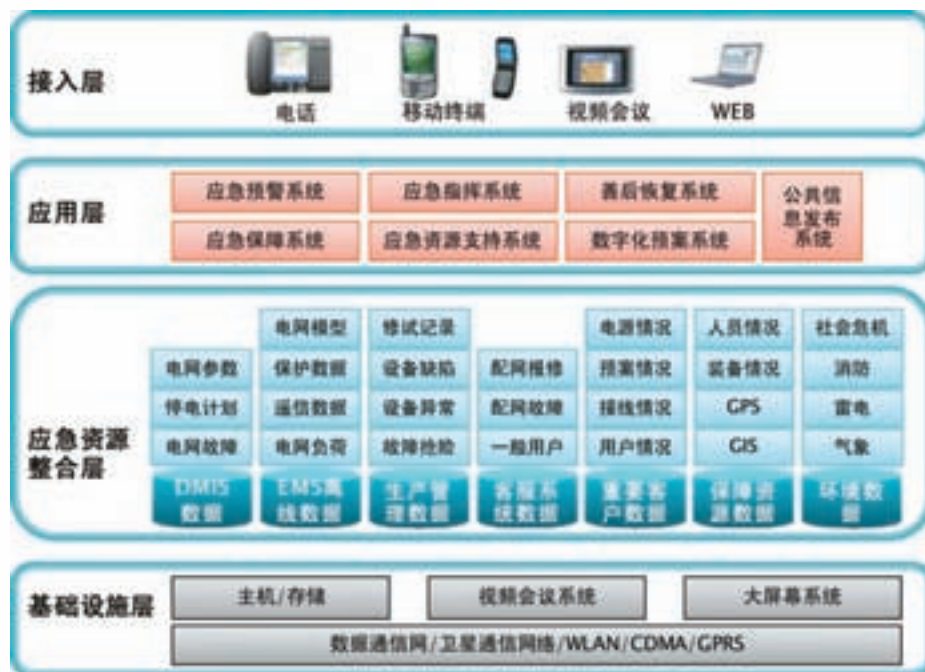 接入层
电话
移动终端
视频会议
WEB
应用层
应急预警系统
应急指挥系统
善后恢复系统
公共信
息发布
系统
应急保障系统
应急资源支持系统
数字化预案系统
应急资源
整合层
电网模型
修试记录
电源情况
人员情况
社会危机
电网参数
保护数据
设备缺陷
配网报修
预案情况
装备情况
消防
停电计划
遥信数据
设备异常
配网故障
接线情况
GPS
雷电
电网故障
电网负荷
故障抢险
一般用户
用户情况
GIS
气象
DMIS
数据
EMS离
线数据
生产管
理数据
客服系
统数据
重要客
户数据
保障资
源数据
环境数
据
基础设施层
主机/存储
视频会议系统
大屏幕系统
数据通信网/卫星通信网络/WLAN/CDMA/GPRS